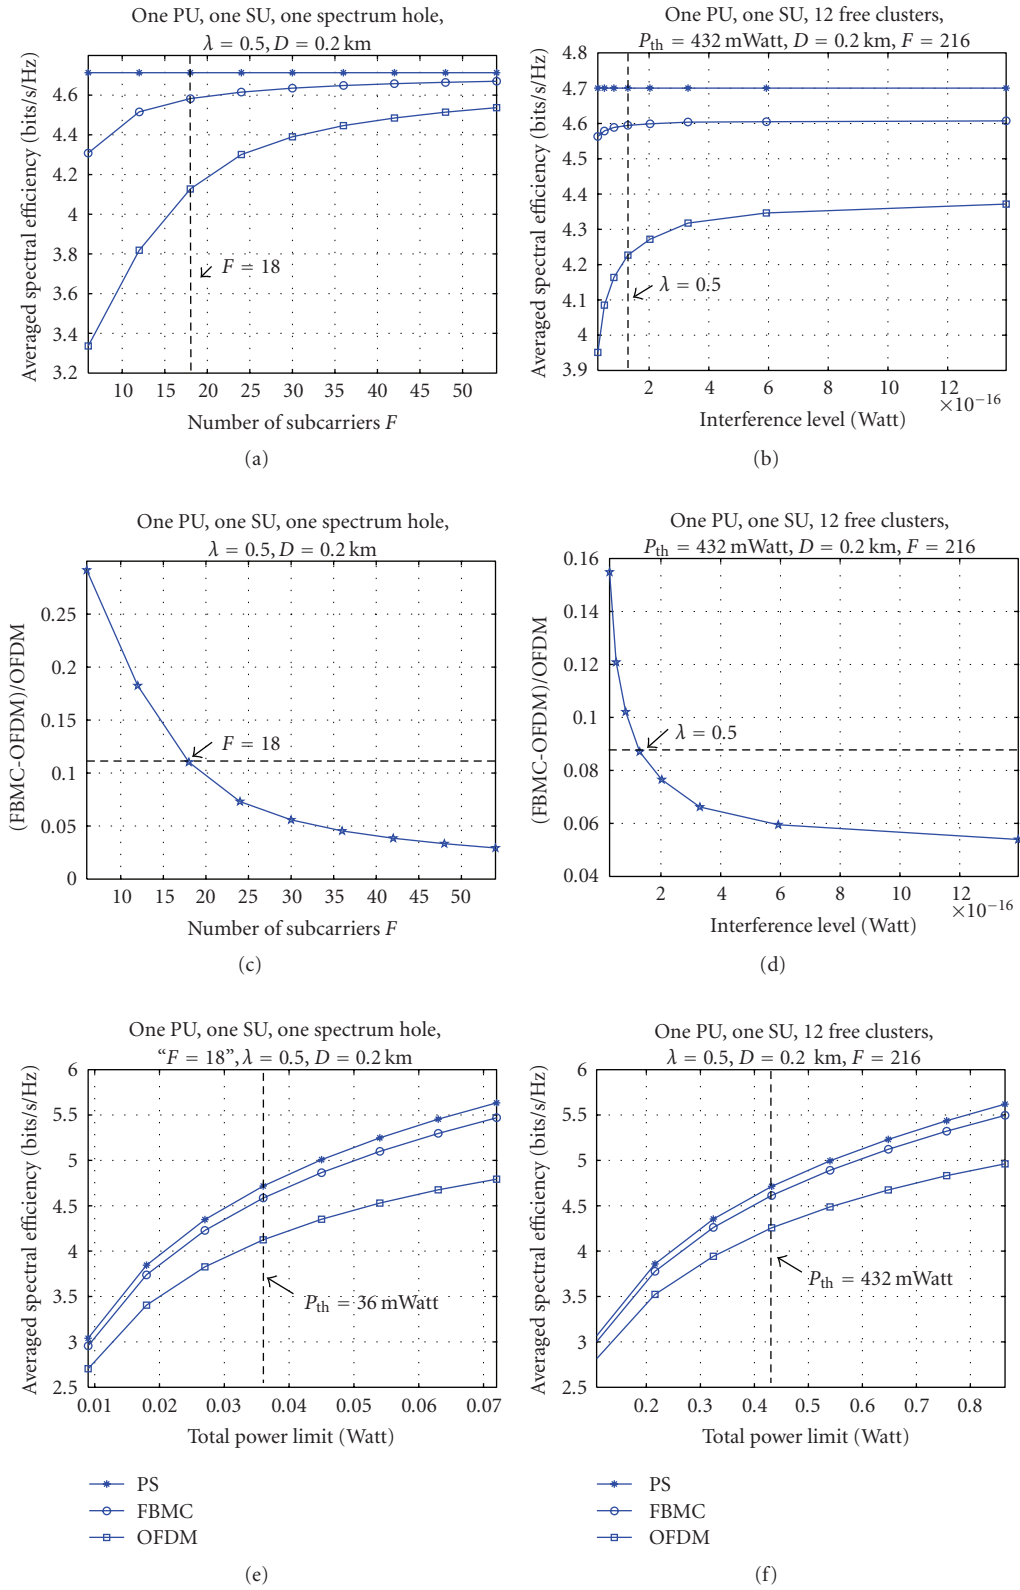 One PU, one SU, one spectrum hole,
λ = 0.5, D = 0.2 km
Averaged spectral efficiency (bits/s/Hz)
4.6
4.4
4.2
4
3.8
3.6
3.4
3.2
F = 18
10 15 20 25 30 35 40 45 50
Number of subcarriers F
(a)
One PU, one SU, 12 free clusters,
Pth = 432 mWatt, D = 0.2 km, F = 216
Averaged spectral efficiency (bits/s/Hz)
4.8
4.7
4.6
4.5
4.4
4.3
4.2
4.1
4
3.9
λ = 0.5
2 4 6 8 10 12
×10−16
Interference level (Watt)
(b)
One PU, one SU, one spectrum hole,
λ = 0.5, D = 0.2 km
(FBMC-OFDM)/OFDM
0.25
0.2
0.15
0.1
0.05
0
F = 18
10 15 20 25 30 35 40 45 50
Number of subcarriers F
(c)
One PU, one SU, 12 free clusters,
Pth = 432 mWatt, D = 0.2 km, F = 216
(FBMC-OFDM)/OFDM
0.16
0.14
0.12
0.1
0.08
0.06
0.04
λ = 0.5
2 4 6 8 10 12
×10−16
Interference level (Watt)
(d)
One PU, one SU, one spectrum hole,
“F = 18”, λ = 0.5, D = 0.2 km
Averaged spectral efficiency (bits/s/Hz)
6
5.5
5
4.5
4
3.5
3
2.5
Pth = 36 mWatt
0.01 0.02 0.03 0.04 0.05 0.06 0.07
Total power limit (Watt)
PS
FBMC
OFDM
(e)
One PU, one SU, 12 free clusters,
λ = 0.5, D = 0.2 km, F = 216
Averaged spectral efficiency (bits/s/Hz)
6
5.5
5
4.5
4
3.5
3
2.5
Pth = 432 mWatt
0.2 0.3 0.4 0.5 0.6 0.7 0.8
Total power limit (Watt)
PS
FBMC
OFDM
(f)